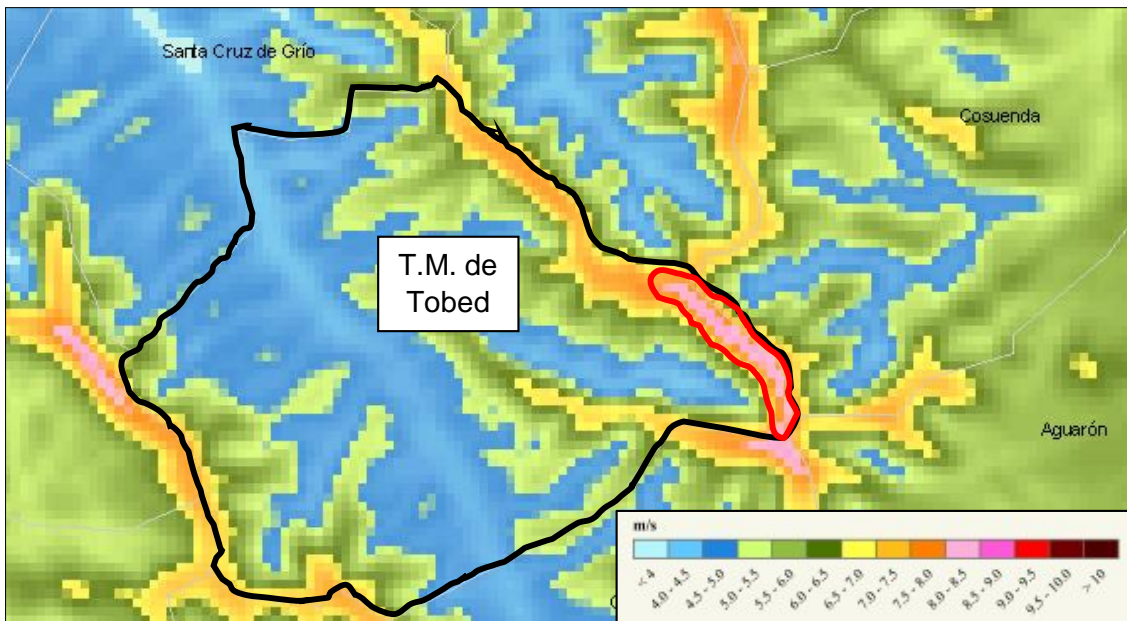 Santa Cruz de Grío
Cosuenda
T.M. de
Tobed
Aguarón
m/s
< 4
4.0 - 4.5
4.5 - 5.0
5.0 - 5.5
5.5 - 6.0
6.0 - 6.5
6.5 - 7.0
7.0 - 7.5
7.5 - 8.0
8.0 - 8.5
8.5 - 9.0
9.0 - 9.5
9.5 - 10.0
> 10